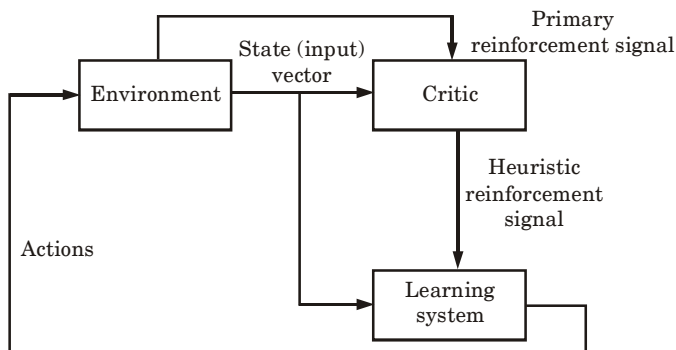 Primary
reinforcement signal
State (input)
vector
Environment
Critic
Heuristic
reinforcement
signal
Actions
Learning
system